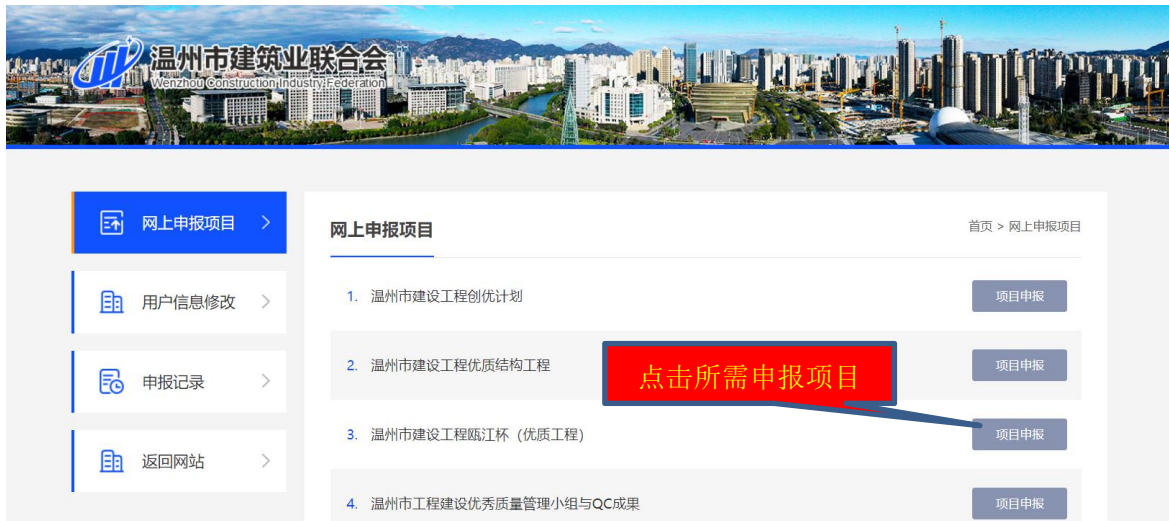 温州市建筑业联合会
Wenzhou Construction Industry Federation
网上申报项目
用户信息修改
申报记录
返回网站
网上申报项目
首页 > 网上申报项目
1. 温州市建设工程创优计划
项目申报
2. 温州市建设工程优质结构工程
项目申报
点击所需申报项目
3. 温州市建设工程瓯江杯（优质工程）
项目申报
4. 温州市工程建设优秀质量管理小组与QC成果
项目申报